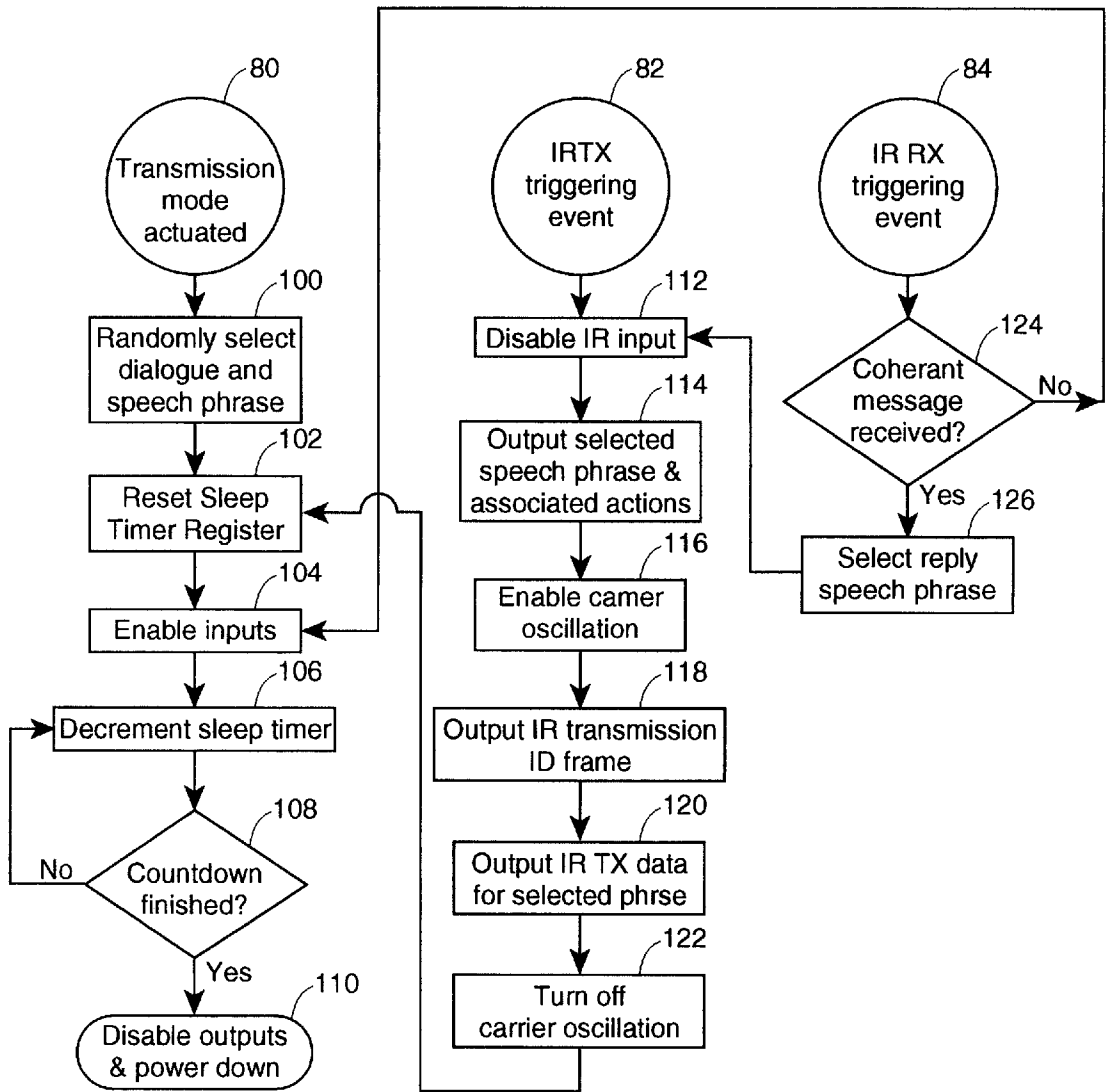 80
Transmission
mode
actuated
100
Randomly select
dialogue and
speech phrase
102
Reset Sleep
Timer Register
104
Enable inputs
106
Decrement sleep timer
108
Countdown
finished?
No
Yes
110
Disable outputs
& power down
82
IRTX
triggering
event
112
Disable IR input
114
Output selected
speech phrase &
associated actions
116
Enable camer
oscillation
118
Output IR transmission
ID frame
120
Output IR TX data
for selected phrse
122
Turn off
carrier oscillation
84
IR RX
triggering
event
124
Coherant
message
received?
No
Yes
126
Select reply
speech phrase